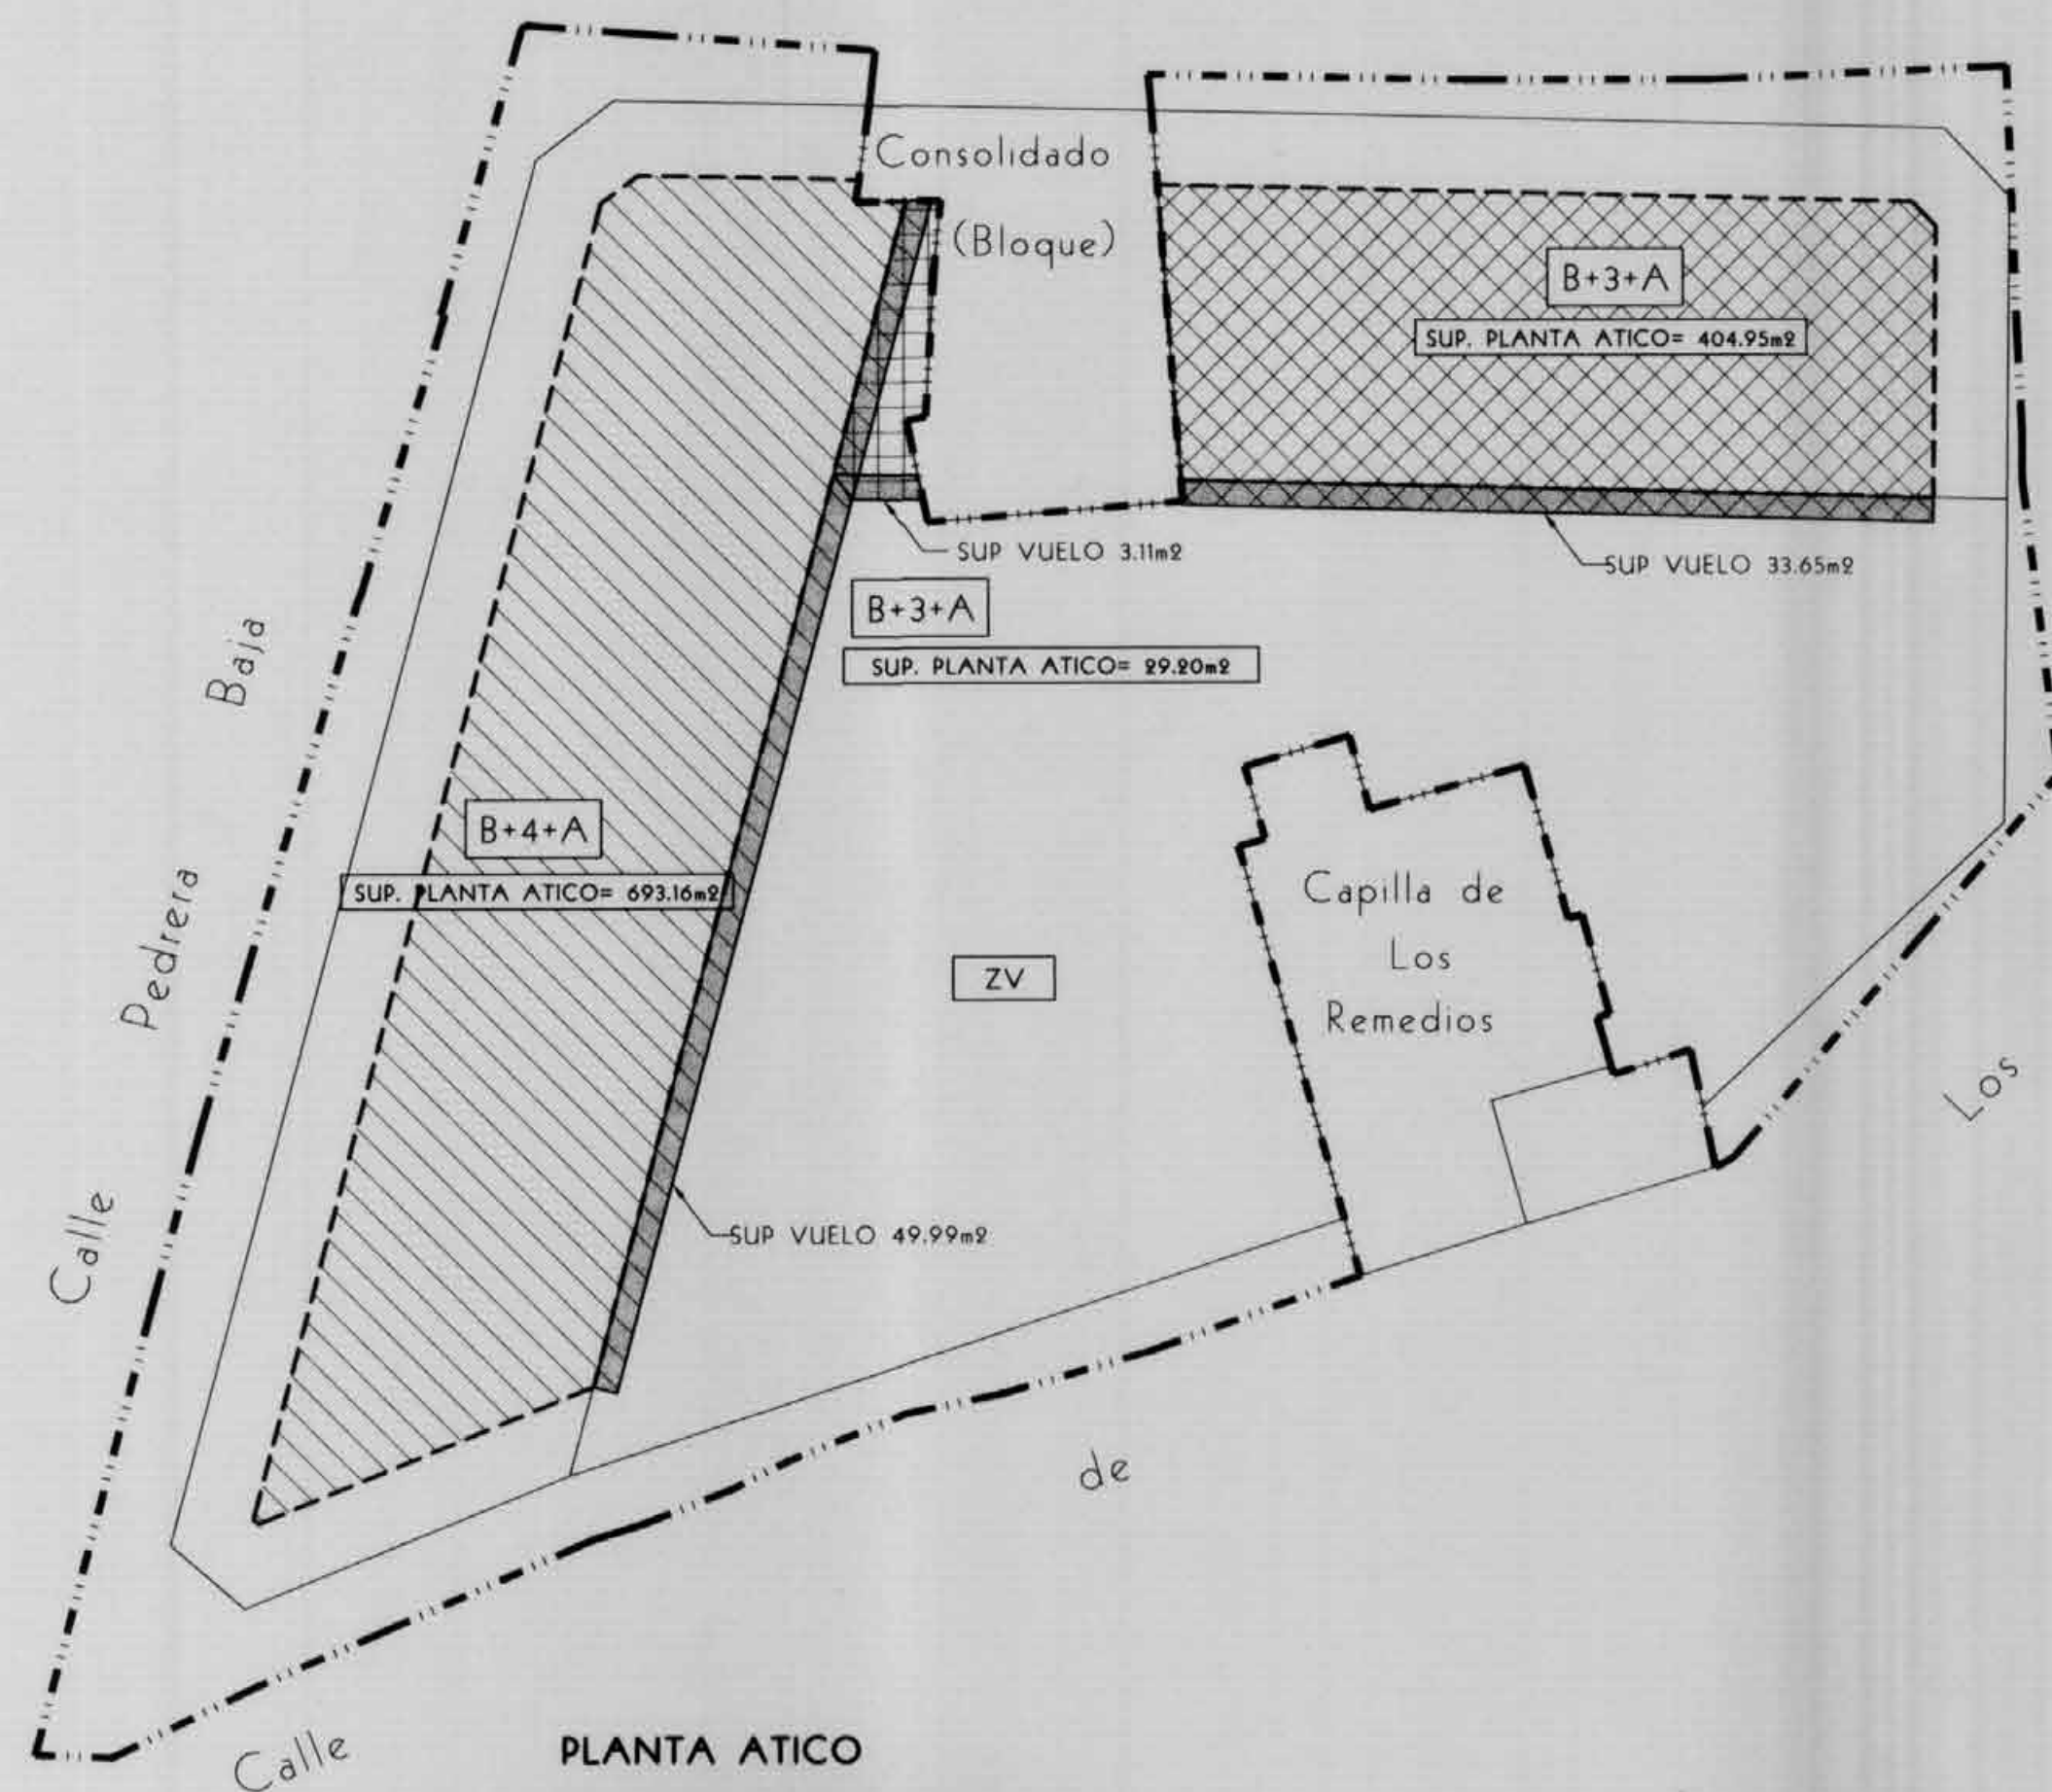 Consolidado
(Bloque)
B+3+A
SUP. PLANTA ATICO= 404.95m2
SUP VUELO 3.11m2
SUP VUELO 33.65m2
B+3+A
SUP. PLANTA ATICO= 29.20m2
B+4+A
SUP. PLANTA ATICO= 693.16m2
Capilla de
Los
Remedios
ZV
SUP VUELO 49.99m2
Calle Pedrera Baja
Calle de Los
PLANTA ATICO